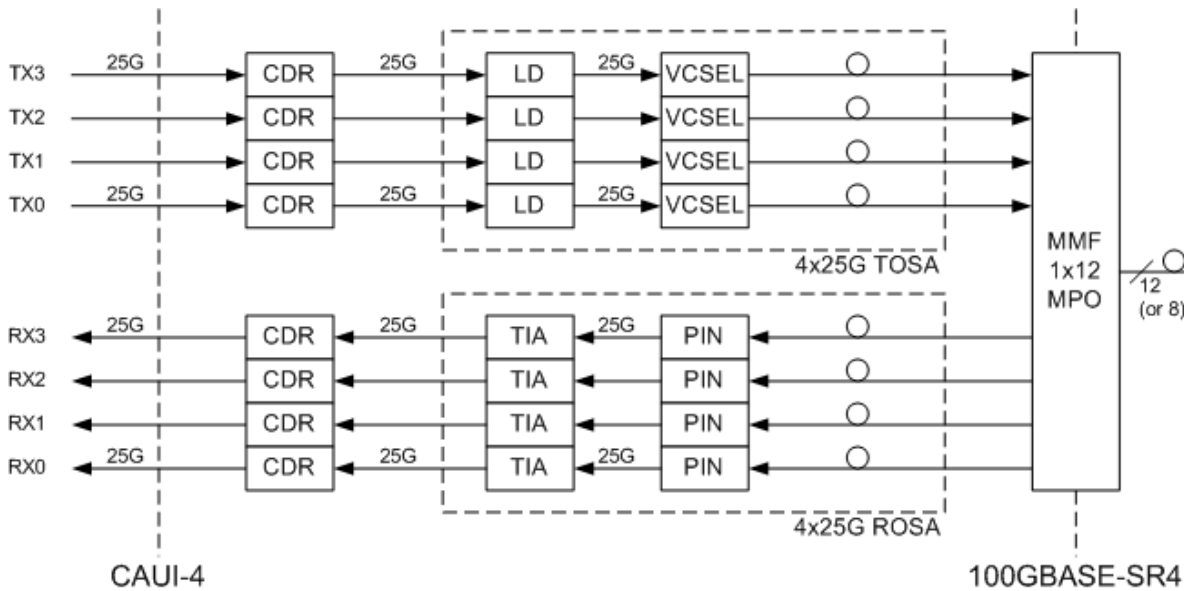 TX3 25G CDR 25G LD 25G VCSEL
TX2 CDR LD VCSEL
TX1 CDR LD VCSEL
TX0 25G CDR 25G LD 25G VCSEL
4x25G TOSA
MMF
1x12
MPO
12
(or 8)
RX3 25G CDR 25G TIA 25G PIN
RX2 CDR TIA PIN
RX1 CDR TIA PIN
RX0 25G CDR 25G TIA 25G PIN
4x25G ROSA
CAUI-4 100GBASE-SR4